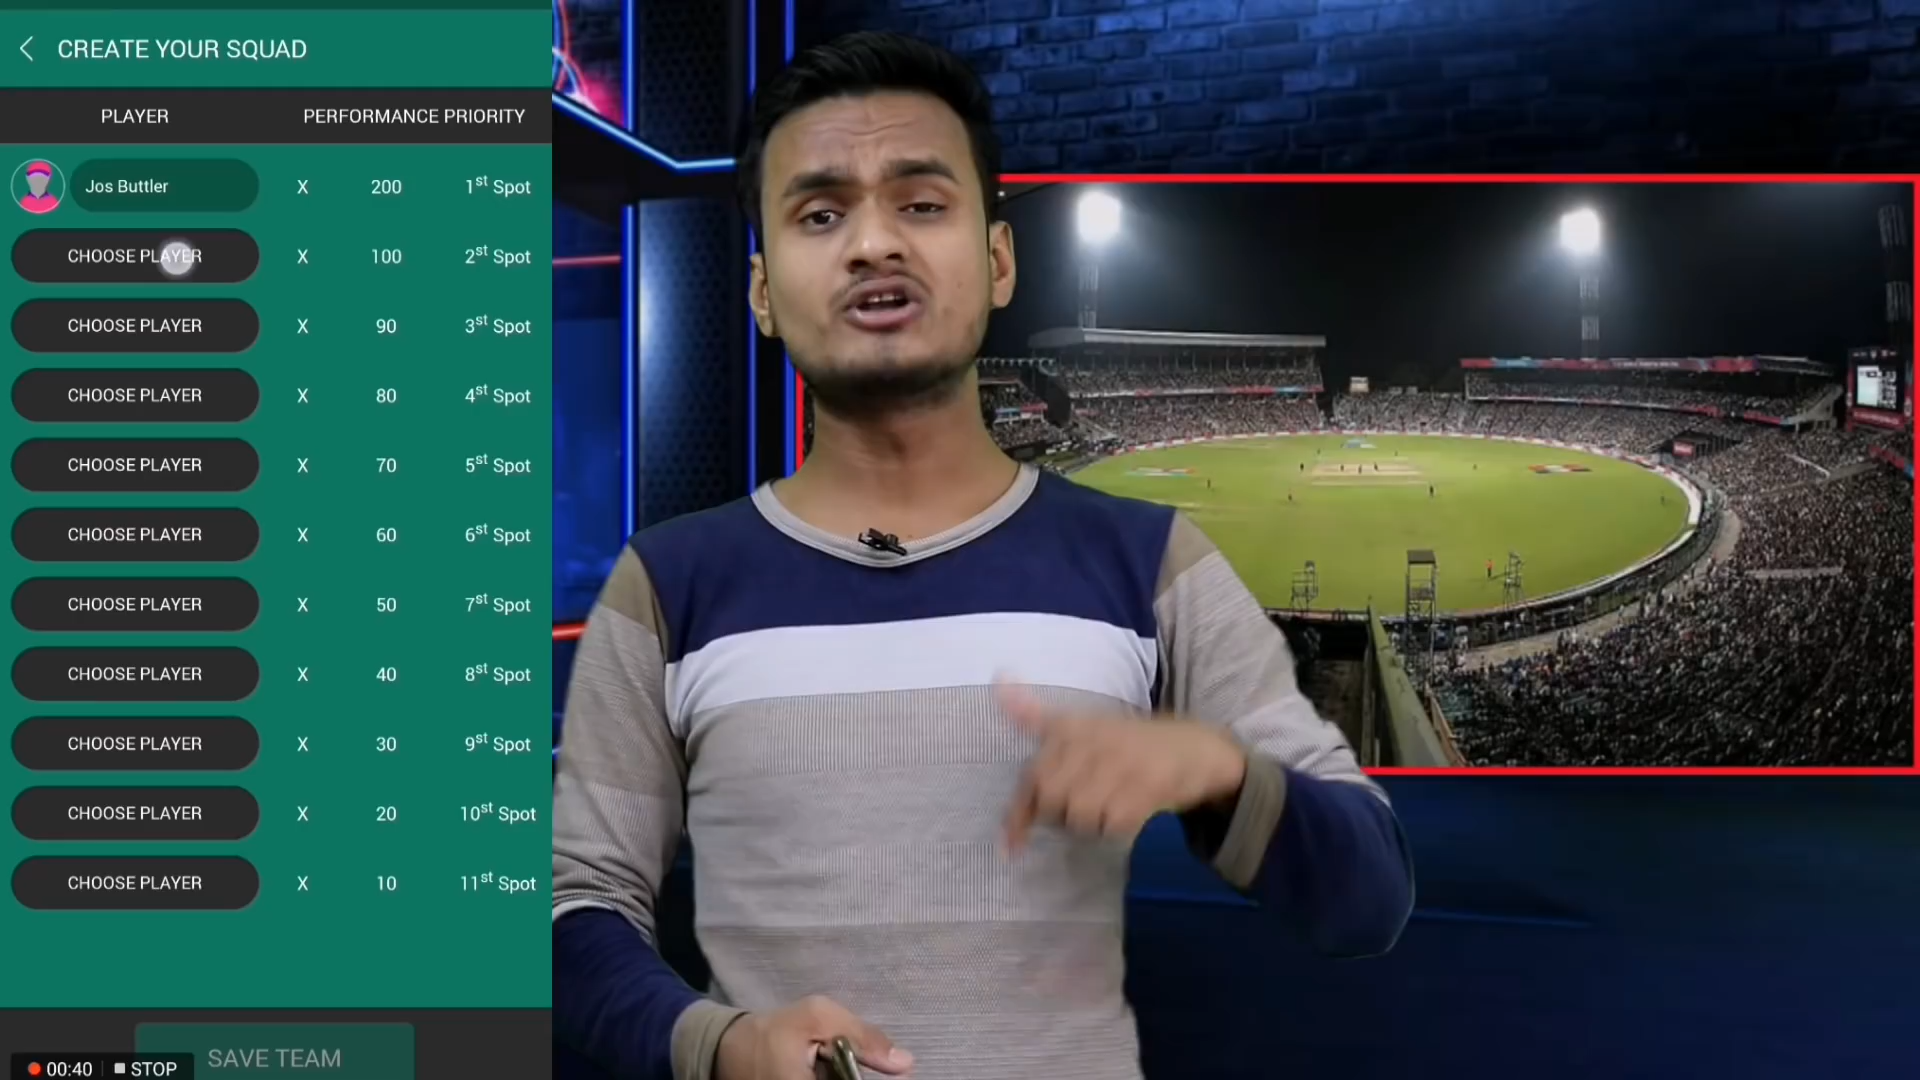 CREATE YOUR SQUAD
PLAYER PERFORMANCE PRIORITY
Jos Buttler X 200 1st Spot
CHOOSE PLAYER X 100 2st Spot
CHOOSE PLAYER X 90 3st Spot
CHOOSE PLAYER X 80 4st Spot
CHOOSE PLAYER X 70 5st Spot
CHOOSE PLAYER X 60 6st Spot
CHOOSE PLAYER X 50 7st Spot
CHOOSE PLAYER X 40 8st Spot
CHOOSE PLAYER X 30 9st Spot
CHOOSE PLAYER X 20 10st Spot
CHOOSE PLAYER X 10 11st Spot
SAVE TEAM
00:40 STOP